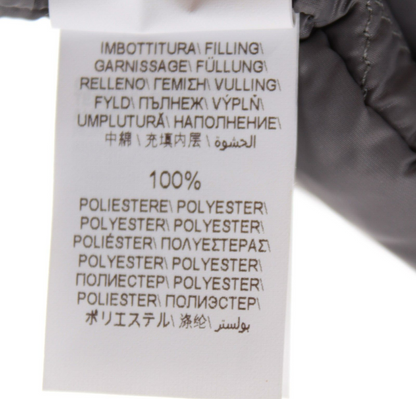 IMBOTTITURA\ FILLING\
GARNISSAGE\ FÜLLUNG\
RELLENO\ ΓΕΜΙΣΗ\ VULLING\
FYLD\ ПЪЛНЕЖ\ VÝPLŇ\
UMPLUTURĂ\ НАПОЛНЕНИЕ\
中綿\ 充填内层\ الحشوة\
100%
POLIESTERE\ POLYESTER\
POLYESTER\ POLYESTER\
POLIÉSTER\ ΠΟΛΥΕΣΤΕΡΑΣ\
POLYESTER\ POLYESTER\
ПОЛИЕСТЕР\ POLYESTER\
POLIESTER\ ПОЛИЭСТЕР\
ポリエステル\ 涤纶\ بولستر\